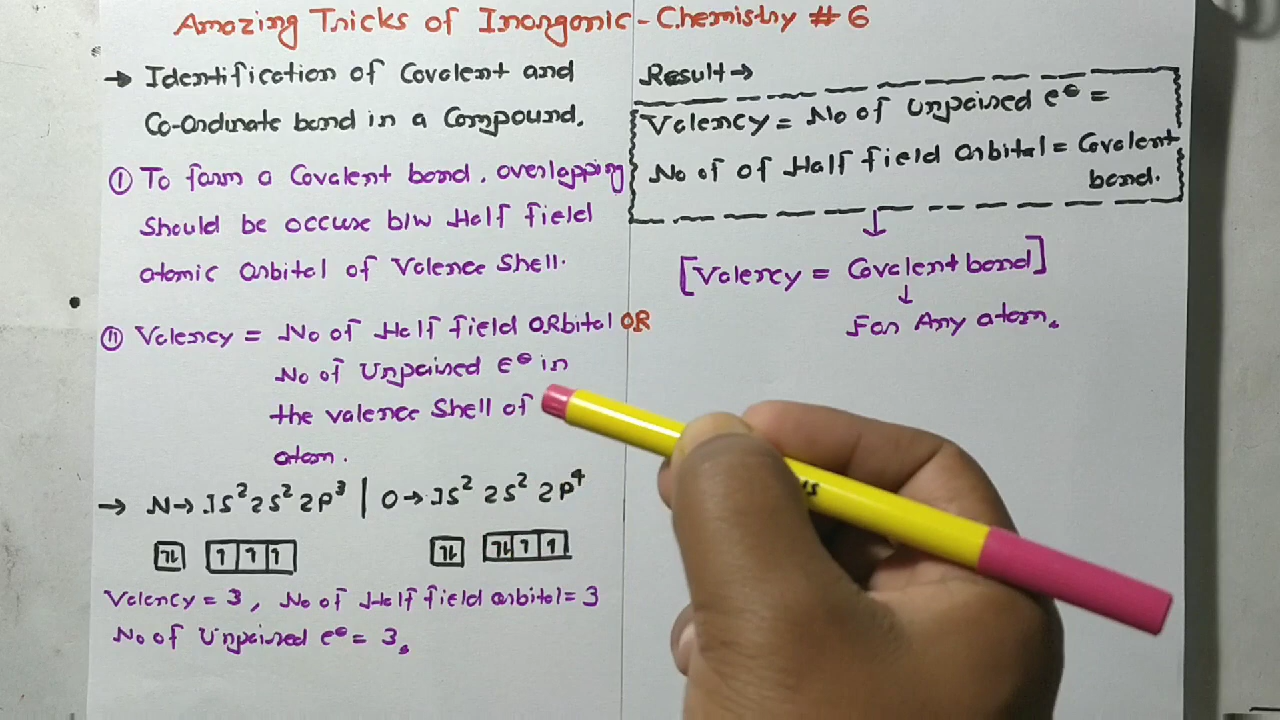 Amazing Tricks of Inorgonic-Chemistry #6
→ Identification of Covalent and
Co-Ordinate bond in a Compound.
① To form a Covalent bond, overlapping
Should be occure b/w Half field
atomic orbital of Valence Shell.
② Valency = No of Half field ORbital OR
No of Unpaired e⊖ in
the valence Shell of
atom.
→ N→ 1S² 2S² 2P³ | O→ 1S² 2S² 2P⁴
Valency = 3, No of Half field orbital = 3
No of Unpaired e⊖ = 3.
Result→
Valency = No of Unpaired e⊖ =
No of of Half field orbital = Covalent
bond.
[Valency = Covalent bond]
For Any atom.